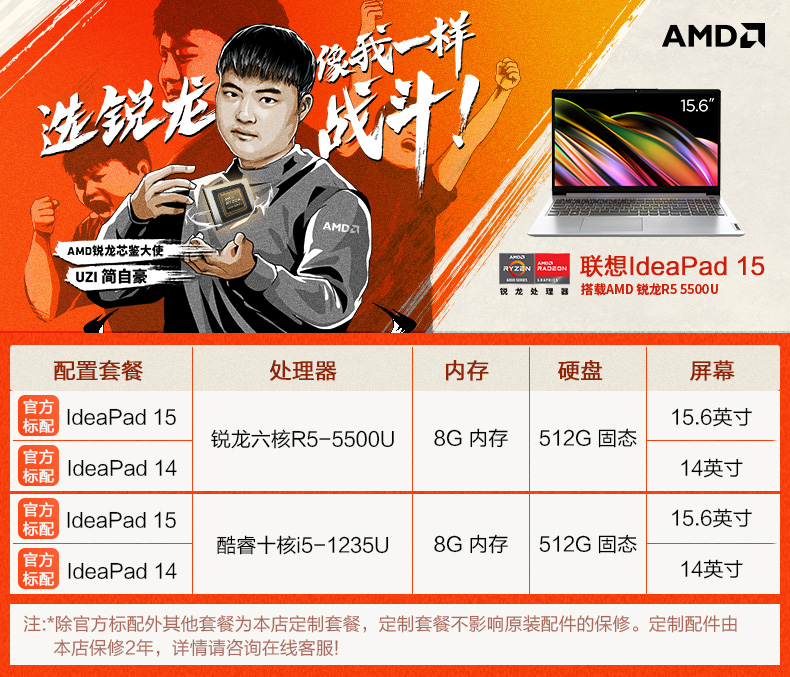 AMD
选锐龙
像我一样
战斗!
15.6"
AMD
RYZEN
AMD
AMD锐龙芯鉴大使
UZI 简自豪
AMD
RYZEN
5000 SERIES
AMD
RADEON
GRAPHICS
锐龙处理器
联想IdeaPad 15
搭载AMD 锐龙R5 5500U
配置套餐 处理器 内存 硬盘 屏幕
官方标配 IdeaPad 15 锐龙六核R5-5500U 8G 内存 512G 固态 15.6英寸
官方标配 IdeaPad 14 14英寸
官方标配 IdeaPad 15 酷睿十核i5-1235U 8G 内存 512G 固态 15.6英寸
官方标配 IdeaPad 14 14英寸
注:*除官方标配外其他套餐为本店定制套餐，定制套餐不影响原装配件的保修。定制配件由
本店保修2年，详情请咨询在线客服!